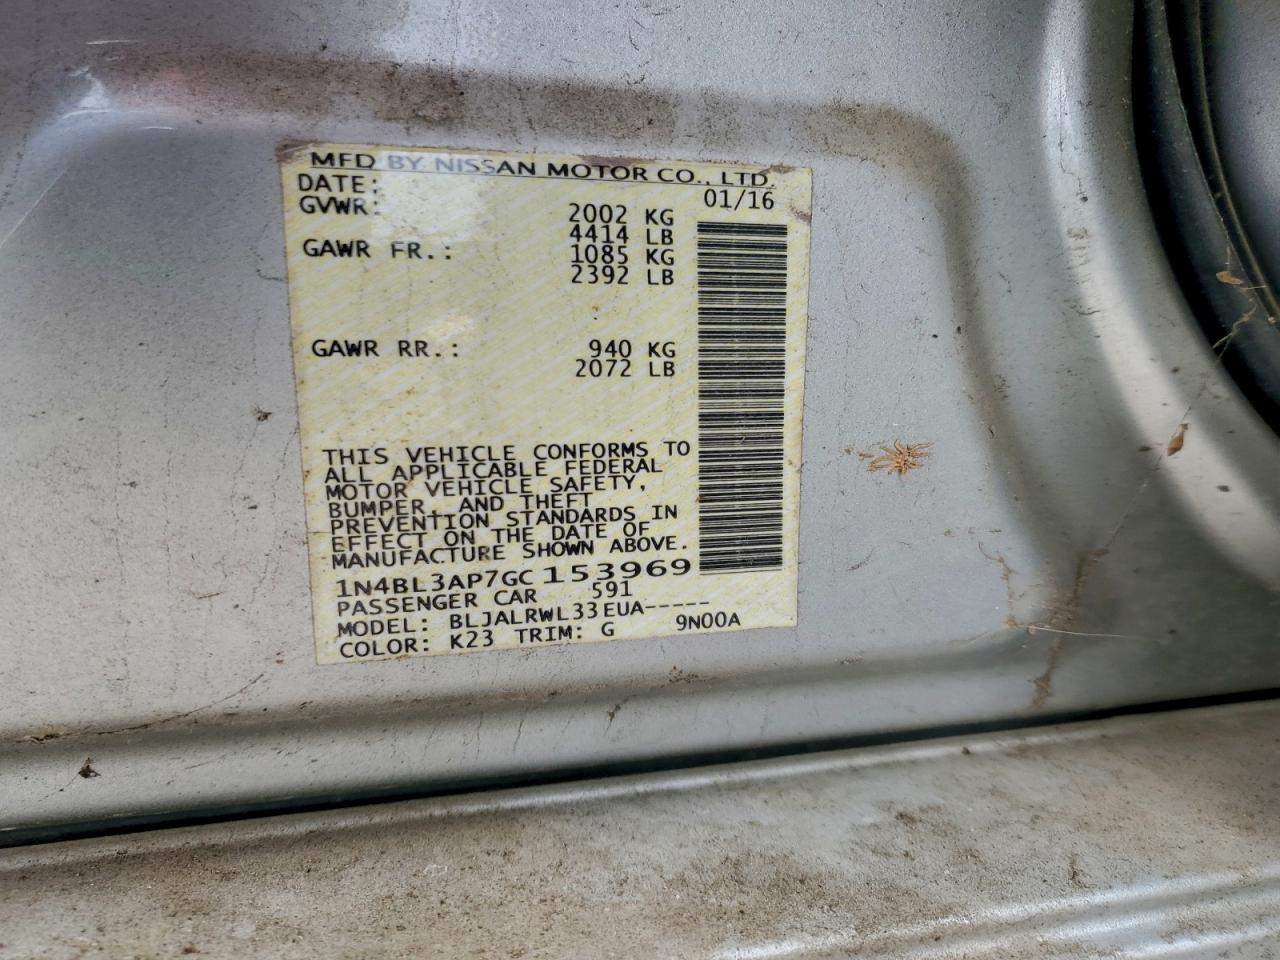 MFD BY NISSAN MOTOR CO., LTD.
DATE: 01/16
GVWR: 2002 KG
4414 LB
GAWR FR.: 1085 KG
2392 LB
GAWR RR.: 940 KG
2072 LB
THIS VEHICLE CONFORMS TO
ALL APPLICABLE FEDERAL
MOTOR VEHICLE SAFETY,
BUMPER, AND THEFT
PREVENTION STANDARDS IN
EFFECT ON THE DATE OF
MANUFACTURE SHOWN ABOVE.
1N4BL3AP7GC153969
PASSENGER CAR 591
MODEL: BLJALRWL33EUA-----
COLOR: K23 TRIM: G 9N00A